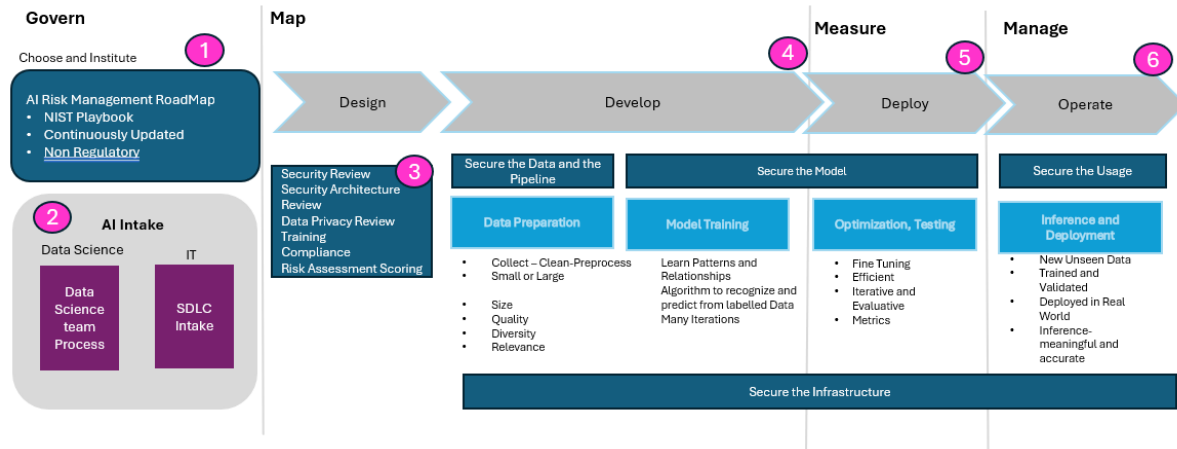 Govern
Map
Measure
Manage
Choose and Institute
1
4
5
6
AI Risk Management RoadMap
• NIST Playbook
• Continuously Updated
• Non Regulatory
Design
Develop
Deploy
Operate
3
Security Review
Security Architecture
Review
Data Privacy Review
Training
Compliance
Risk Assessment Scoring
Secure the Data and the
Pipeline
Secure the Model
Secure the Usage
2
AI Intake
Data Science
IT
Data
Science
team
Process
SDLC
Intake
Data Preparation
Model Training
Optimization, Testing
Inference and
Deployment
• Collect – Clean-Preprocess
• Small or Large
• Size
• Quality
• Diversity
• Relevance
Learn Patterns and
Relationships
Algorithm to recognize and
predict from labelled Data
Many Iterations
• Fine Tuning
• Efficient
• Iterative and
Evaluative
• Metrics
• New Unseen Data
• Trained and
Validated
• Deployed in Real
World
• Inference-
meaningful and
accurate
Secure the Infrastructure